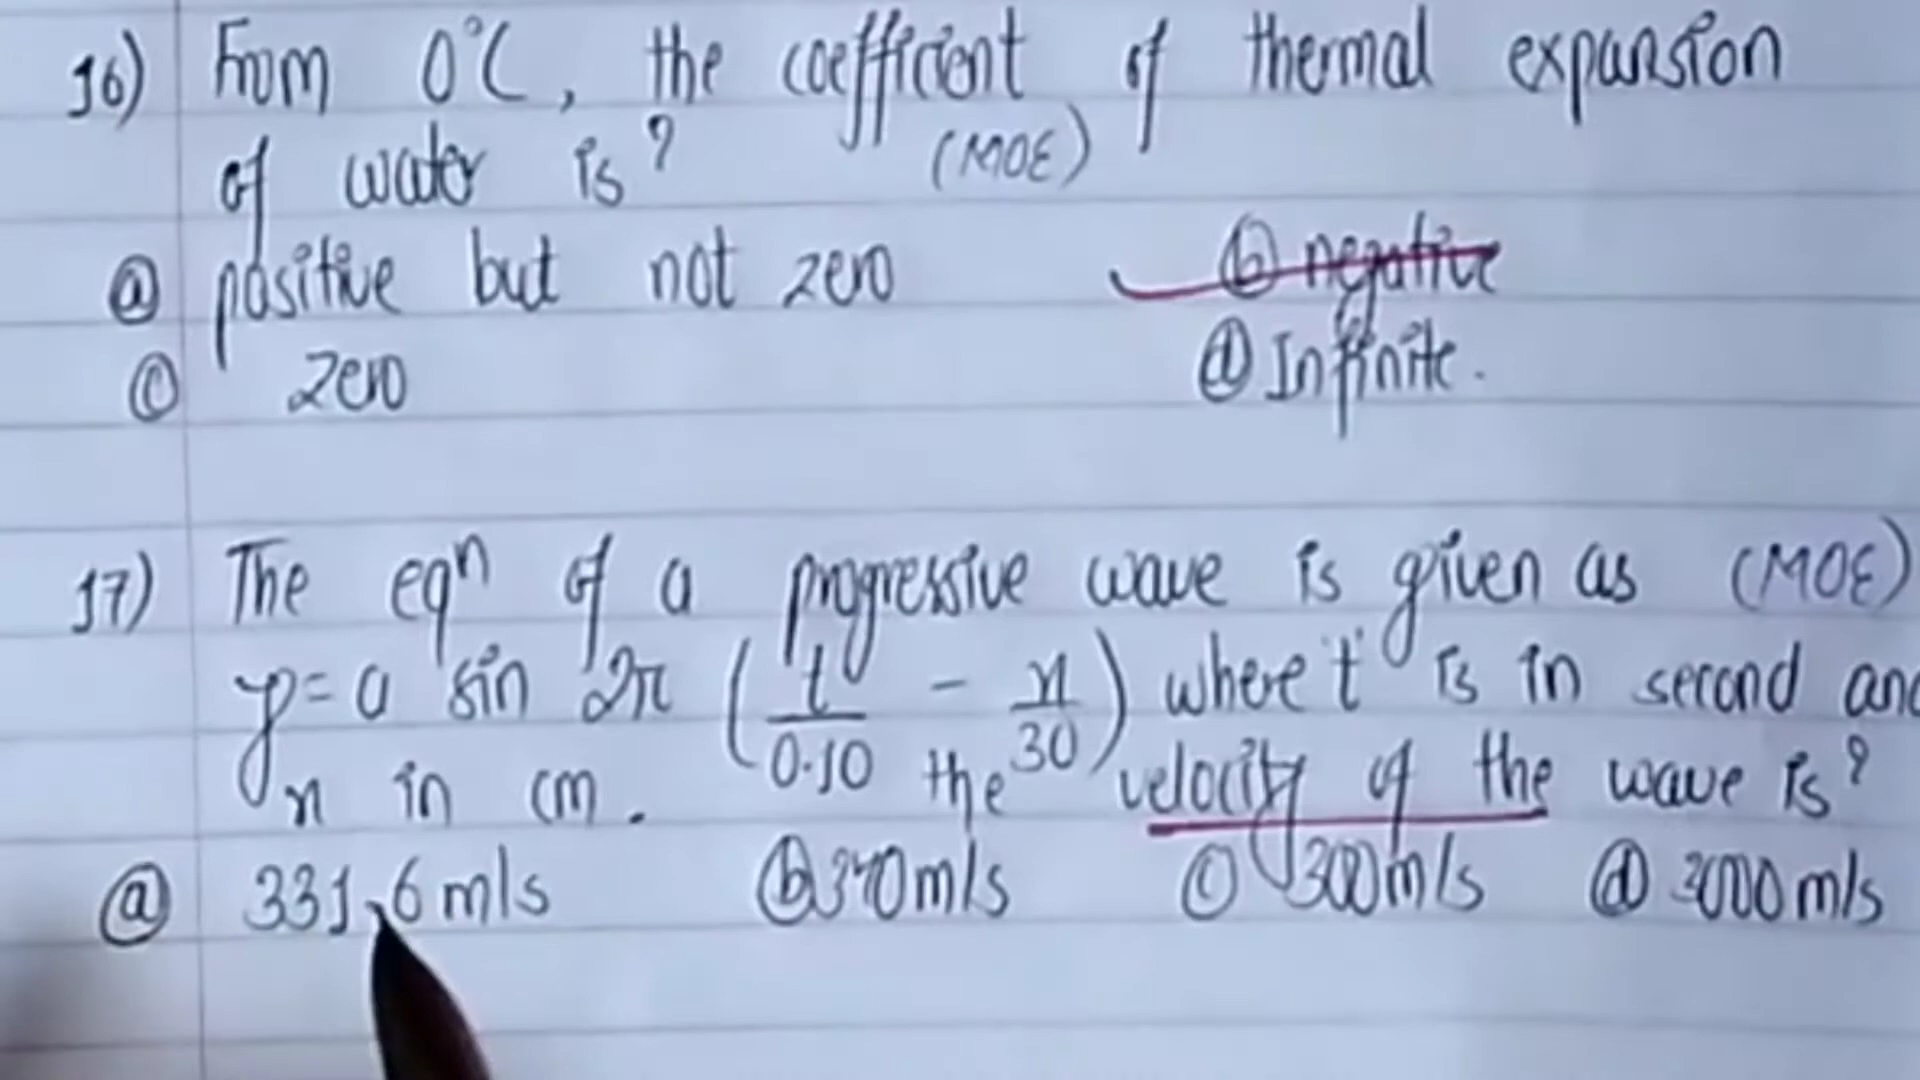 16) From 0°C, the coefficient of thermal expansion
of water is? (MOE)
ⓐ positive but not zero ⓑ negative
ⓒ zero ⓓ Infinite.
17) The eqⁿ of a progressive wave is given as (MOE)
y = a sin 2π (t/0.10 - x/30) where 't' is in second and
x in cm. the velocity of the wave is?
ⓐ 331.6 m/s ⓑ 340 m/s ⓒ 300 m/s ⓓ 3000 m/s